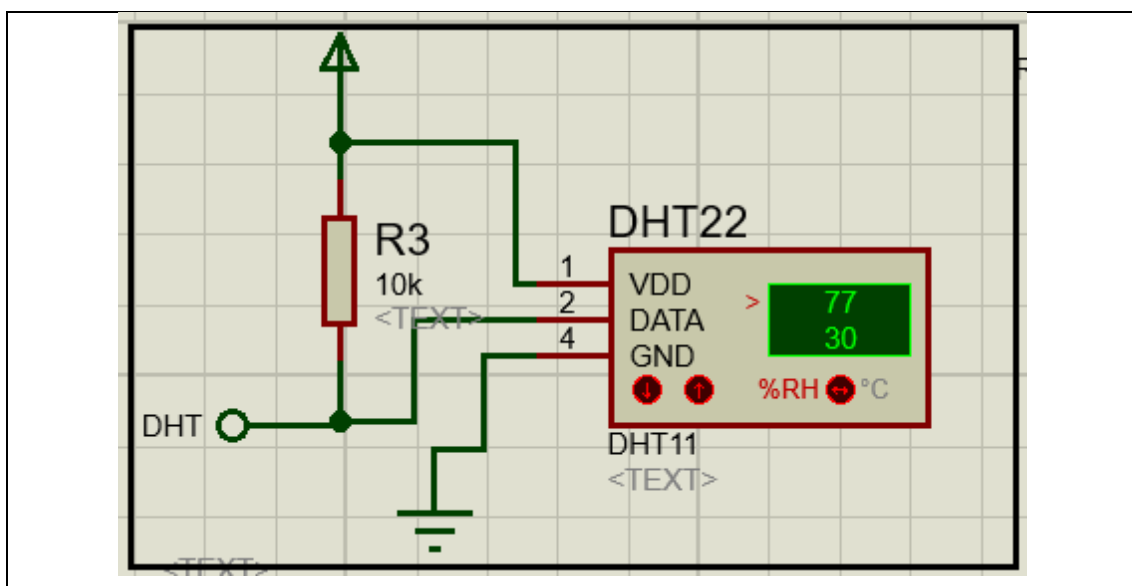 R3
10k
<TEXT>
DHT
DHT22
1
2
4
VDD
DATA
GND
>
77
30
%RH
°C
DHT11
<TEXT>
<TEXT>